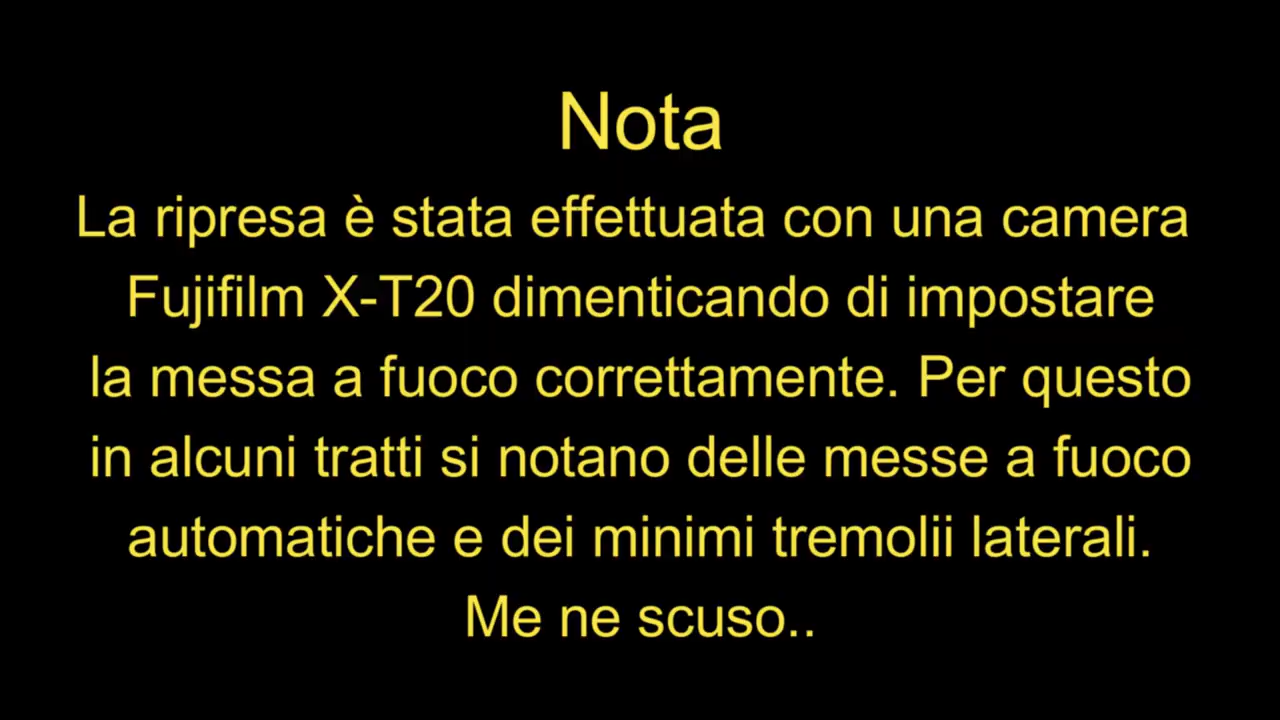 Nota
La ripresa è stata effettuata con una camera
Fujifilm X-T20 dimenticando di impostare
la messa a fuoco correttamente. Per questo
in alcuni tratti si notano delle messe a fuoco
automatiche e dei minimi tremolii laterali.
Me ne scuso..